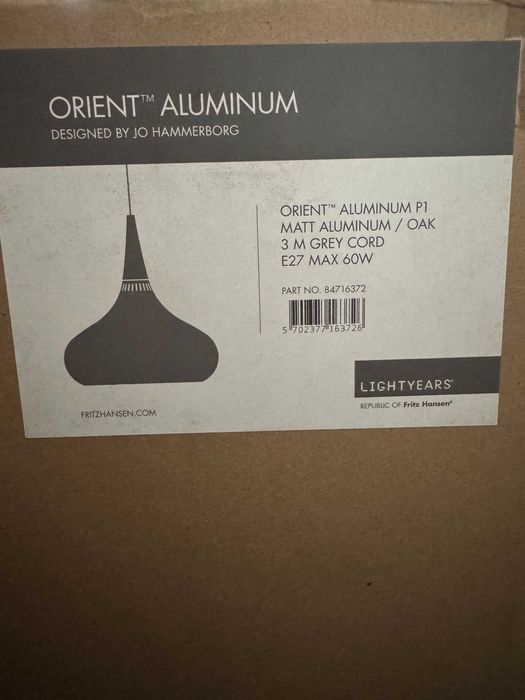 ORIENT™ ALUMINUM
DESIGNED BY JO HAMMERBORG
ORIENT™ ALUMINUM P1
MATT ALUMINUM / OAK
3 M GREY CORD
E27 MAX 60W
PART NO. 84716372
5 702377 163726
LIGHTYEARS®
REPUBLIC OF Fritz Hansen®
FRITZHANSEN.COM